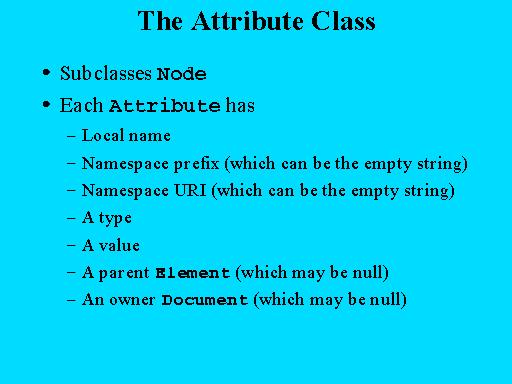 The Attribute Class
• Subclasses Node
• Each Attribute has
– Local name
– Namespace prefix (which can be the empty string)
– Namespace URI (which can be the empty string)
– A type
– A value
– A parent Element (which may be null)
– An owner Document (which may be null)